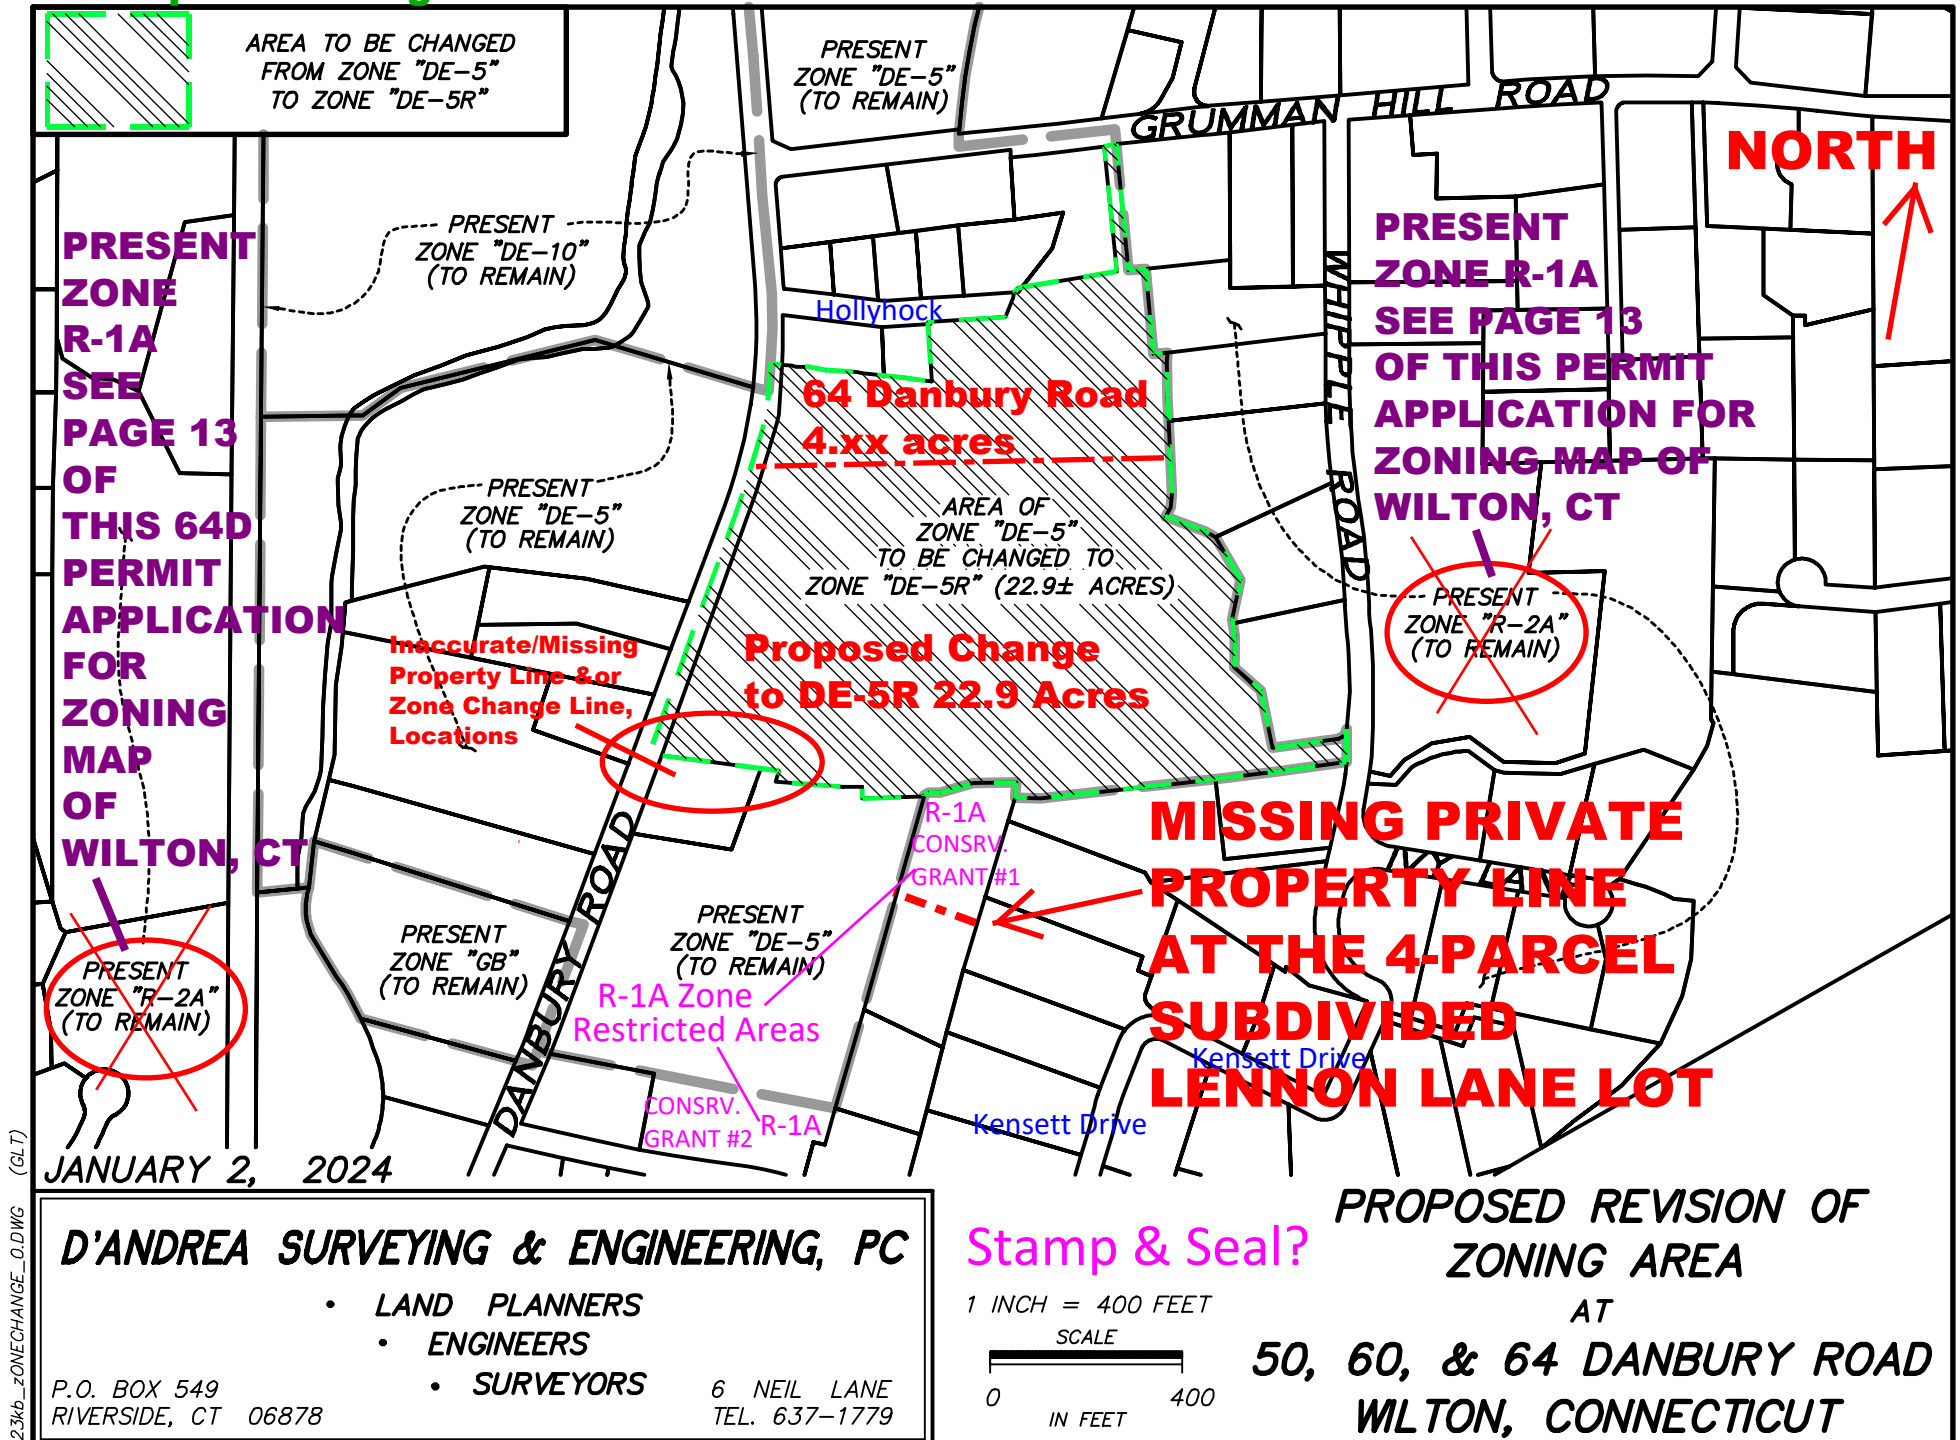 AREA TO BE CHANGED
FROM ZONE "DE-5"
TO ZONE "DE-5R"
PRESENT
ZONE "DE-5"
(TO REMAIN)
GRUMMAN HILL ROAD
NORTH
PRESENT
ZONE "DE-10"
(TO REMAIN)
PRESENT
ZONE
R-1A
SEE
PAGE 13
OF
THIS 64D
PERMIT
APPLICATION
FOR
ZONING
MAP
OF
WILTON, CT
PRESENT
ZONE R-1A
SEE PAGE 13
OF THIS PERMIT
APPLICATION FOR
ZONING MAP OF
WILTON, CT
WHIPPLE ROAD
Hollyhock
64 Danbury Road
4.xx acres
PRESENT
ZONE "DE-5"
(TO REMAIN)
AREA OF
ZONE "DE-5"
TO BE CHANGED TO
ZONE "DE-5R" (22.9± ACRES)
PRESENT
ZONE "R-2A"
(TO REMAIN)
Inaccurate/Missing
Property Line &or
Zone Change Line,
Locations
Proposed Change
to DE-5R 22.9 Acres
R-1A
CONSRV.
GRANT #1
MISSING PRIVATE
PROPERTY LINE
AT THE 4-PARCEL
SUBDIVIDED
LENNON LANE LOT
PRESENT
ZONE "GB"
(TO REMAIN)
DANBURY ROAD
PRESENT
ZONE "DE-5"
(TO REMAIN)
R-1A Zone
Restricted Areas
PRESENT
ZONE "R-2A"
(TO REMAIN)
Kensett Drive
CONSRV.
GRANT #2
R-1A
Kensett Drive
JANUARY 2, 2024
(GLT)
23kb_zONECHANGE_0.DWG
D'ANDREA SURVEYING & ENGINEERING, PC
• LAND PLANNERS
• ENGINEERS
• SURVEYORS
P.O. BOX 549
RIVERSIDE, CT 06878
6 NEIL LANE
TEL. 637-1779
Stamp & Seal?
1 INCH = 400 FEET
SCALE
0 400
IN FEET
PROPOSED REVISION OF
ZONING AREA
AT
50, 60, & 64 DANBURY ROAD
WILTON, CONNECTICUT